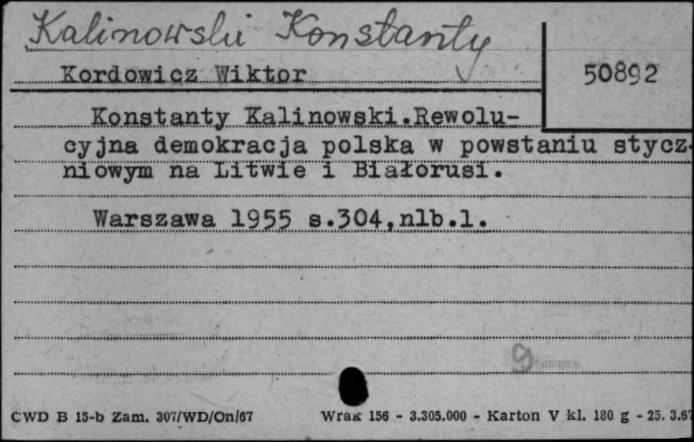 Kalinowski Konstanty
Kordowicz Wiktor
50892
Konstanty Kalinowski.Rewolu-
cyjna demokracja polska w powstaniu stycz-
niowym na Litwie i Białorusi.
Warszawa 1955 s.304,nlb.1.
9
CWD B 15-b Zam. 307/WD/On/67 Wrak 156 - 3.305.000 - Karton V kl. 180 g - 25. 3.67